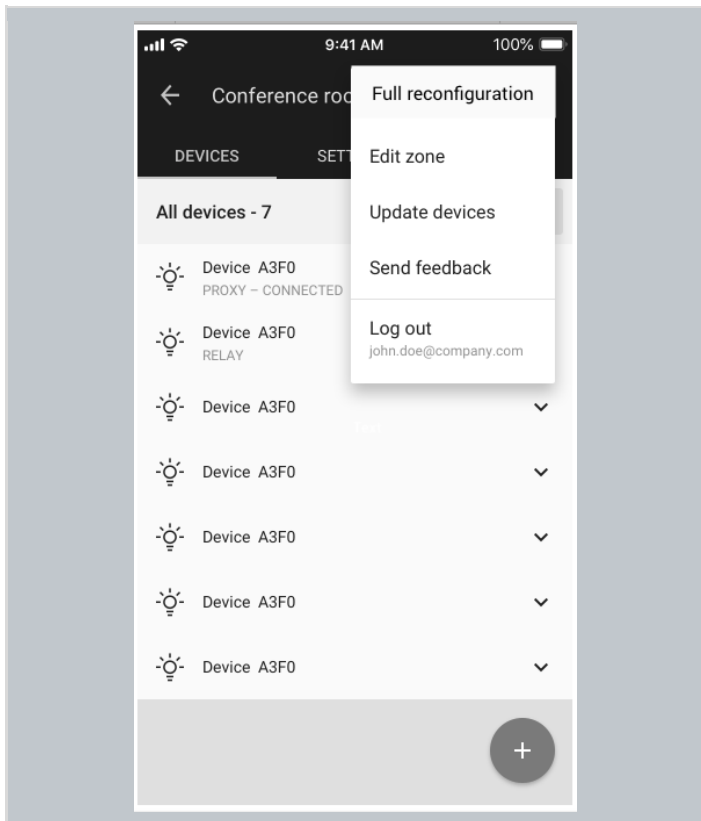 9:41 AM 100%
Conference roo
Full reconfiguration
DEVICES SETT
Edit zone
All devices - 7
Update devices
Device A3F0
PROXY – CONNECTED
Send feedback
Device A3F0
RELAY
Log out
john.doe@company.com
Device A3F0
Device A3F0
Device A3F0
Device A3F0
Device A3F0